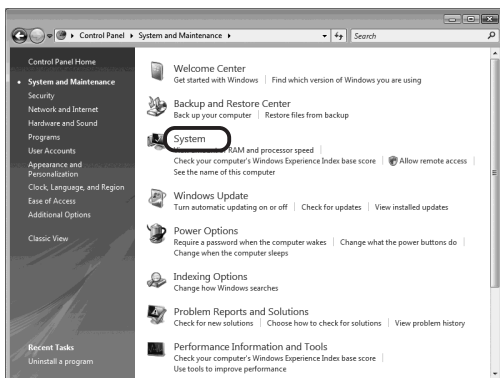 Control Panel System and Maintenance Search
Control Panel Home
System and Maintenance
Security
Network and Internet
Hardware and Sound
Programs
User Accounts
Appearance and
Personalization
Clock, Language, and Region
Ease of Access
Additional Options
Classic View
Recent Tasks
Uninstall a program
Welcome Center
Get started with Windows Find which version of Windows you are using
Backup and Restore Center
Back up your computer Restore files from backup
System
RAM and processor speed
Check your computer's Windows Experience Index base score Allow remote access
See the name of this computer
Windows Update
Turn automatic updating on or off Check for updates View installed updates
Power Options
Require a password when the computer wakes Change what the power buttons do
Change when the computer sleeps
Indexing Options
Change how Windows searches
Problem Reports and Solutions
Check for new solutions Choose how to check for solutions View problem history
Performance Information and Tools
Check your computer's Windows Experience Index base score
Use tools to improve performance